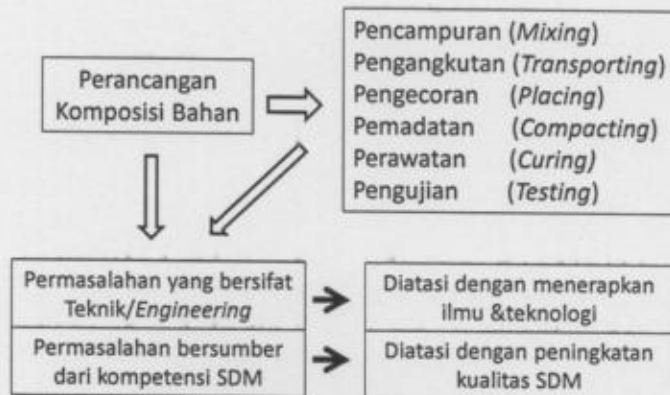 Perancangan
Komposisi Bahan
Pencampuran (Mixing)
Pengangkutan (Transporting)
Pengecoran (Placing)
Pemadatan (Compacting)
Perawatan (Curing)
Pengujian (Testing)
Permasalahan yang bersifat
Teknik/Engineering
Diatasi dengan menerapkan
ilmu &teknologi
Permasalahan bersumber
dari kompetensi SDM
Diatasi dengan peningkatan
kualitas SDM